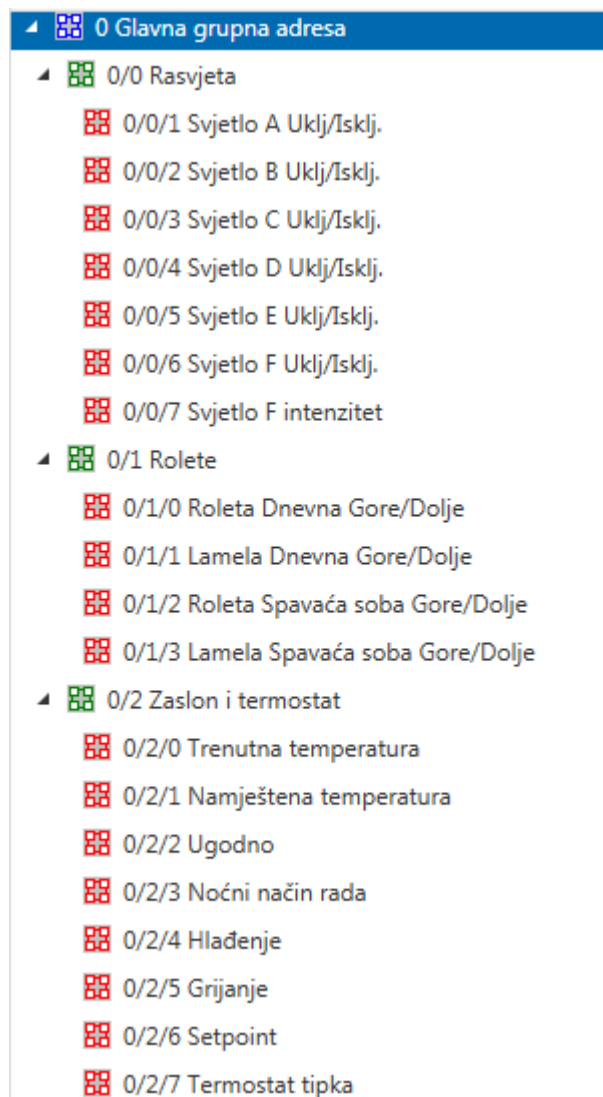 0 Glavna grupna adresa
0/0 Rasvjeta
0/0/1 Svjetlo A Uklj/Isklj.
0/0/2 Svjetlo B Uklj/Isklj.
0/0/3 Svjetlo C Uklj/Isklj.
0/0/4 Svjetlo D Uklj/Isklj.
0/0/5 Svjetlo E Uklj/Isklj.
0/0/6 Svjetlo F Uklj/Isklj.
0/0/7 Svjetlo F intenzitet
0/1 Rolete
0/1/0 Roleta Dnevna Gore/Dolje
0/1/1 Lamela Dnevna Gore/Dolje
0/1/2 Roleta Spavaća soba Gore/Dolje
0/1/3 Lamela Spavaća soba Gore/Dolje
0/2 Zaslon i termostat
0/2/0 Trenutna temperatura
0/2/1 Namještena temperatura
0/2/2 Ugodno
0/2/3 Noćni način rada
0/2/4 Hlađenje
0/2/5 Grijanje
0/2/6 Setpoint
0/2/7 Termostat tipka